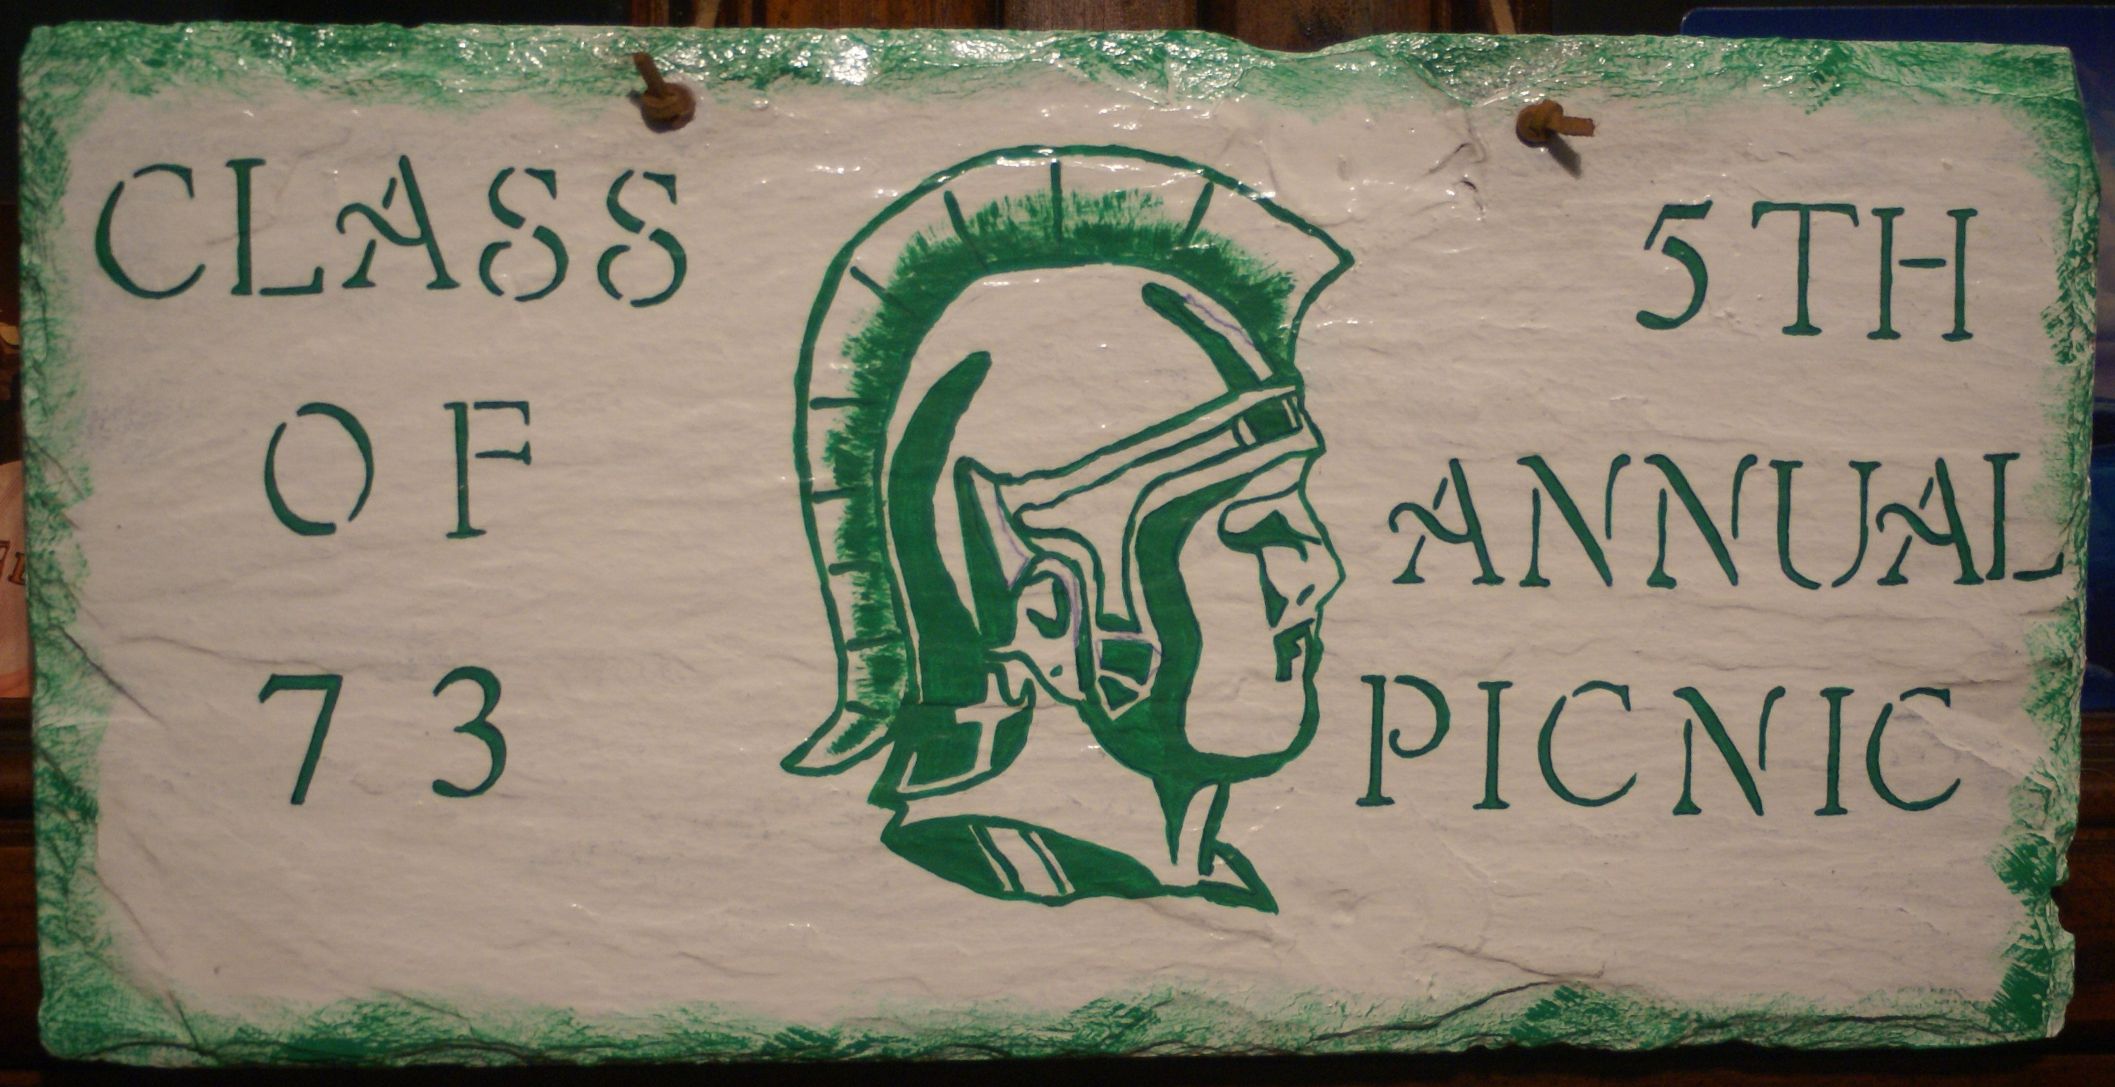 CLASS
OF
73
5TH
ANNUAL
PICNIC